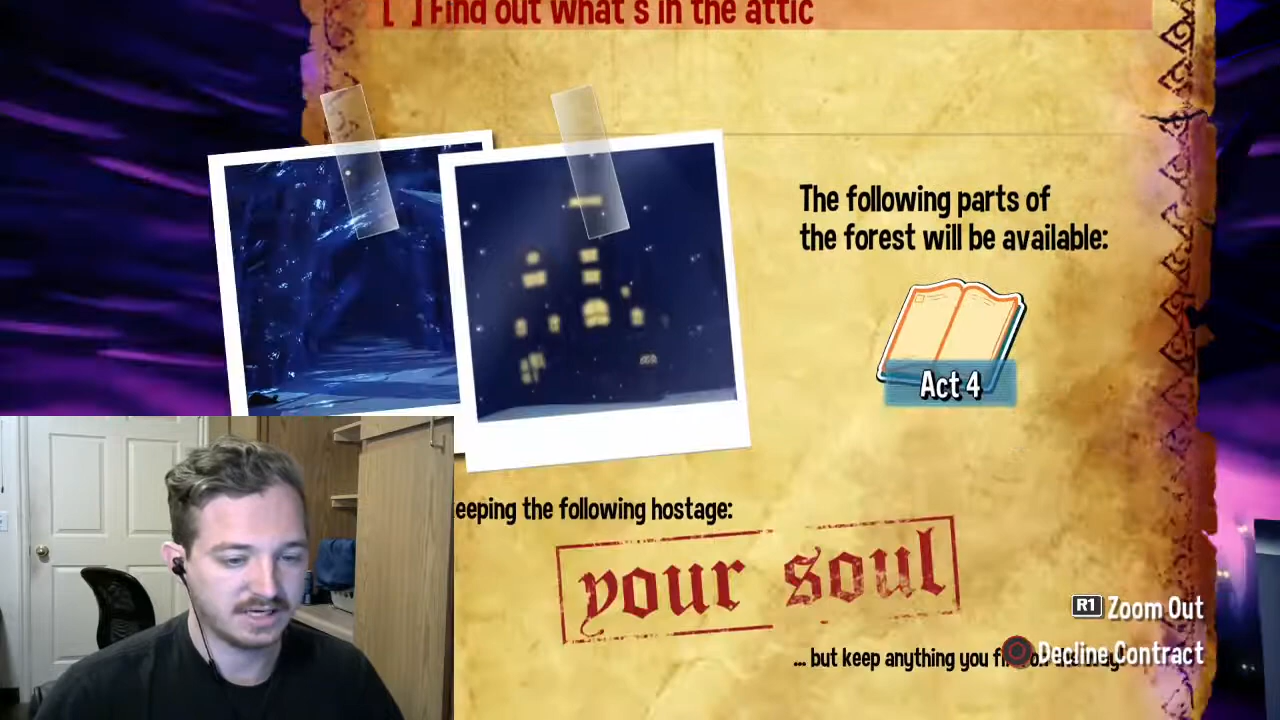 [ ] Find out what's in the attic
The following parts of
the forest will be available:
Act 4
eeping the following hostage:
your soul
R1 Zoom Out
Decline Contract
... but keep anything you